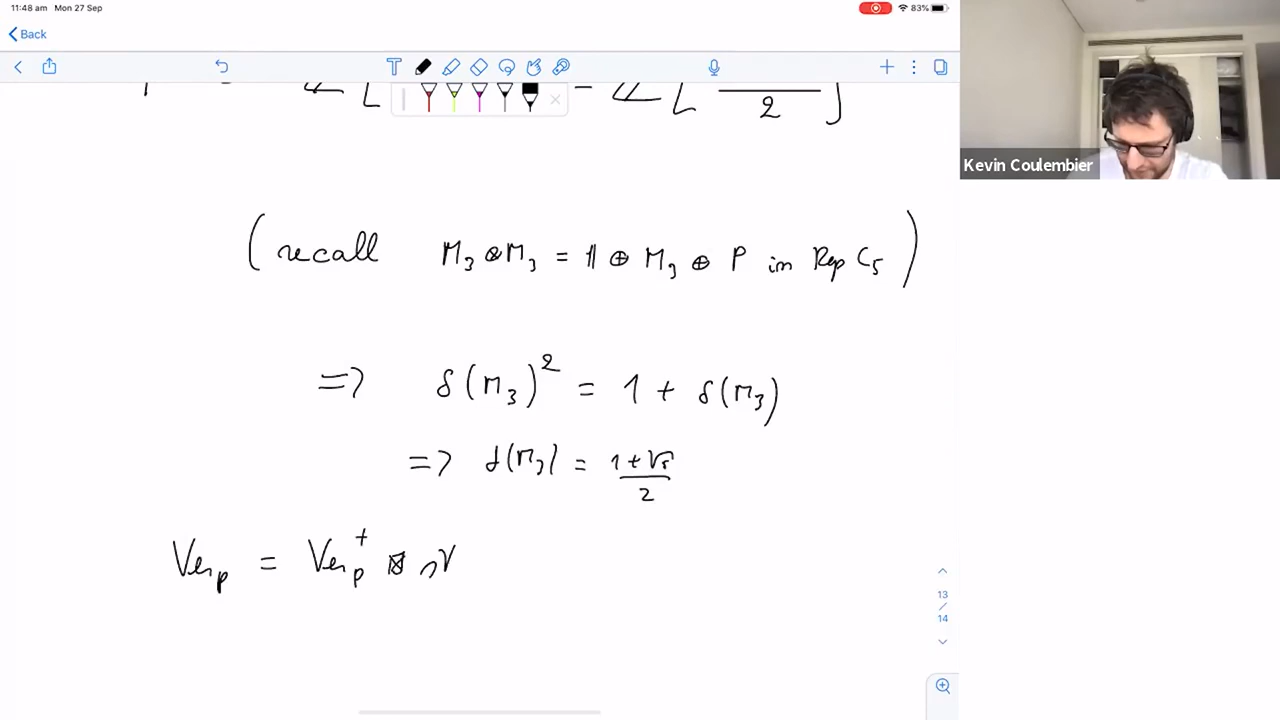 11:48 am Mon 27 Sep
83%
Back
T
2
( recall M₃ ⊗ M₃ = 𝟙 ⊕ M₃ ⊕ P in Rep C₅ )
=> δ(M₃)² = 1 + δ(M₃)
=> δ(M₃) = (1+√5)/2
Ver_p = Ver_p⁺ ⊠ sV
13
/
14
Kevin Coulembier